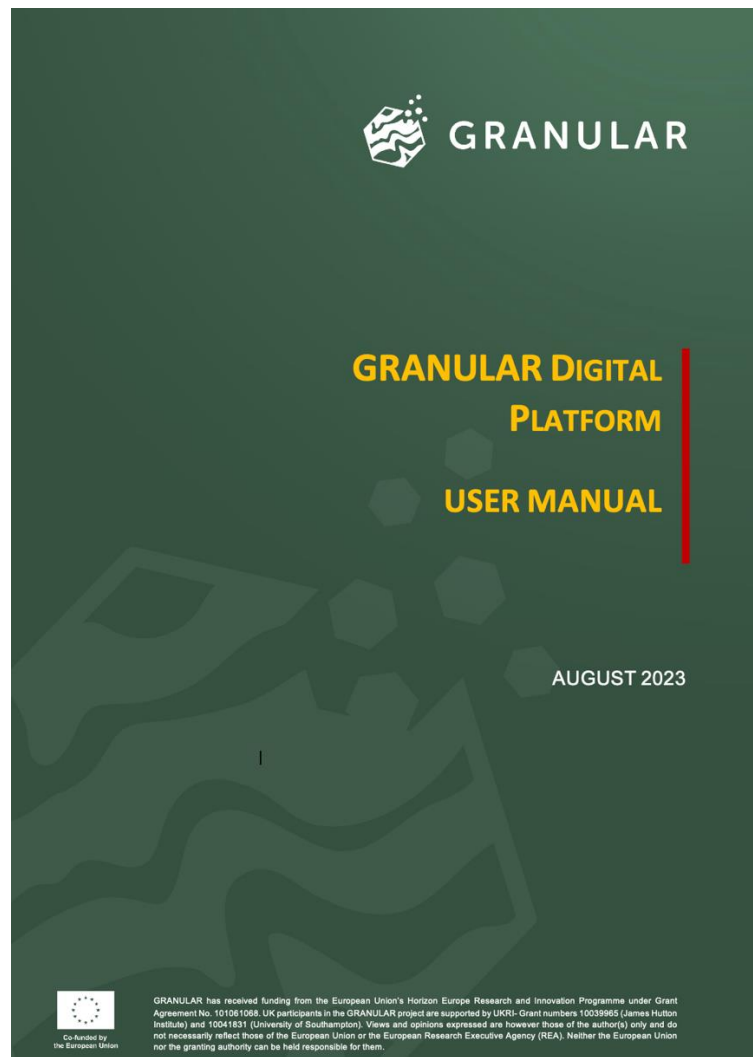 GRANULAR
GRANULAR DIGITAL
PLATFORM
USER MANUAL
AUGUST 2023
GRANULAR has received funding from the European Union's Horizon Europe Research and Innovation Programme under Grant
Agreement No. 101061068. UK participants in the GRANULAR project are supported by UKRI- Grant numbers 10039965 (James Hutton
Institute) and 10041831 (University of Southampton). Views and opinions expressed are however those of the author(s) only and do
not necessarily reflect those of the European Union or the European Research Executive Agency (REA). Neither the European Union
nor the granting authority can be held responsible for them.
Co-funded by
the European Union